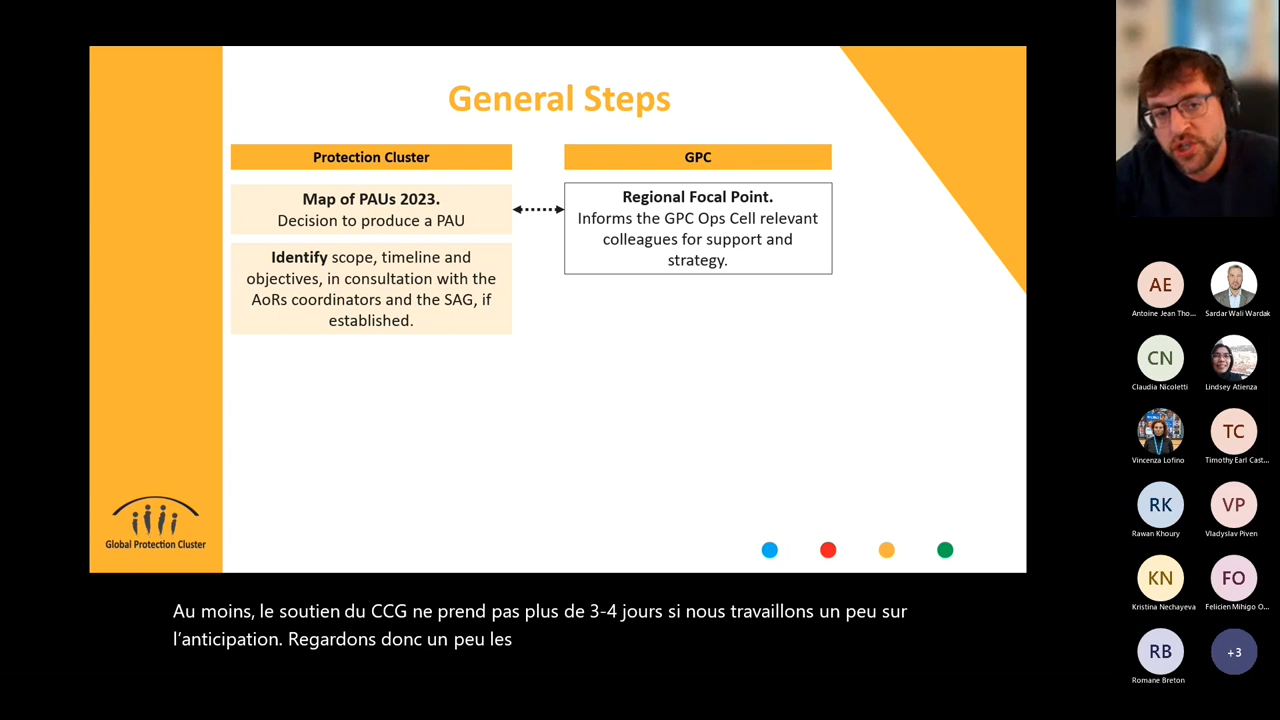 General Steps
Protection Cluster
GPC
Map of PAUs 2023.
Decision to produce a PAU
Regional Focal Point.
Informs the GPC Ops Cell relevant
colleagues for support and
strategy.
Identify scope, timeline and
objectives, in consultation with the
AoRs coordinators and the SAG, if
established.
Global Protection Cluster
Au moins, le soutien du CCG ne prend pas plus de 3-4 jours si nous travaillons un peu sur
l'anticipation. Regardons donc un peu les
AE
Antoine Jean Tho...
Sardar Wali Wardak
CN
Claudia Nicoletti
Lindsey Atienza
Vincenza Lofino
TC
Timothy Earl Cast...
RK
Rawan Khoury
VP
Vladyslav Piven
KN
Kristina Nechayeva
FO
Felicien Mihigo O...
RB
Romane Breton
+3